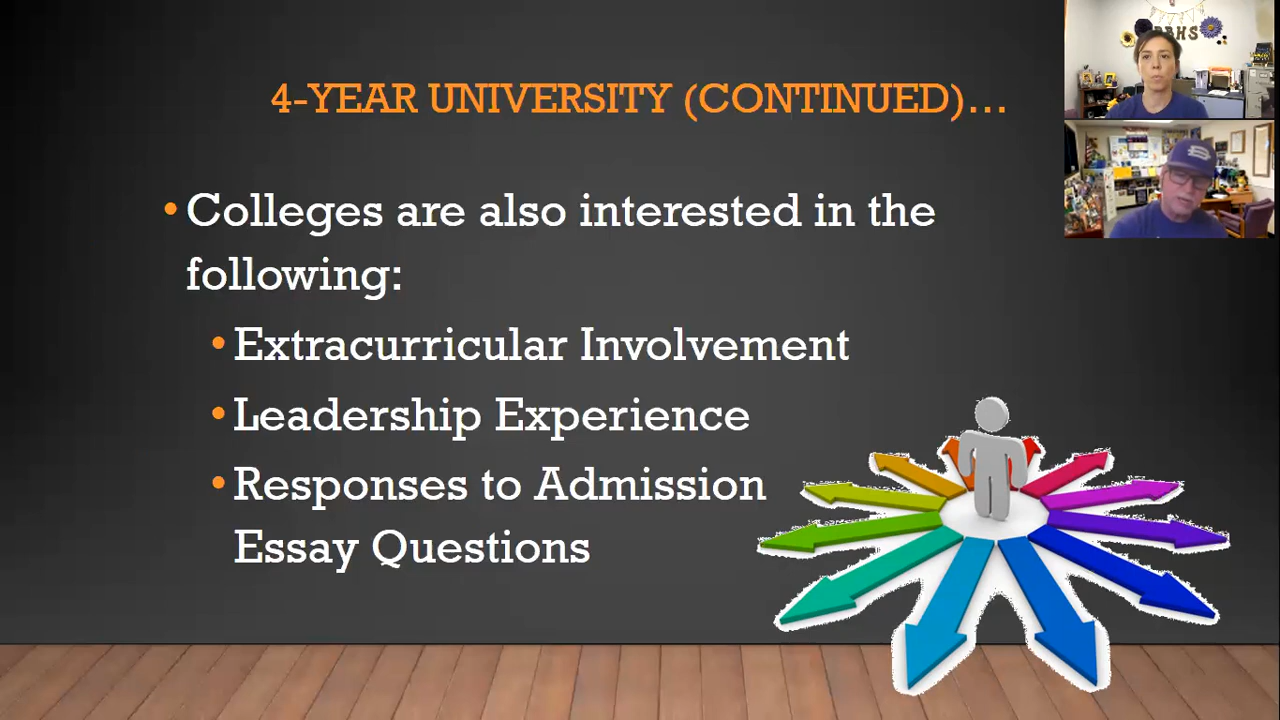 4-YEAR UNIVERSITY (CONTINUED)…
• Colleges are also interested in the
following:
• Extracurricular Involvement
• Leadership Experience
• Responses to Admission
Essay Questions
BHS